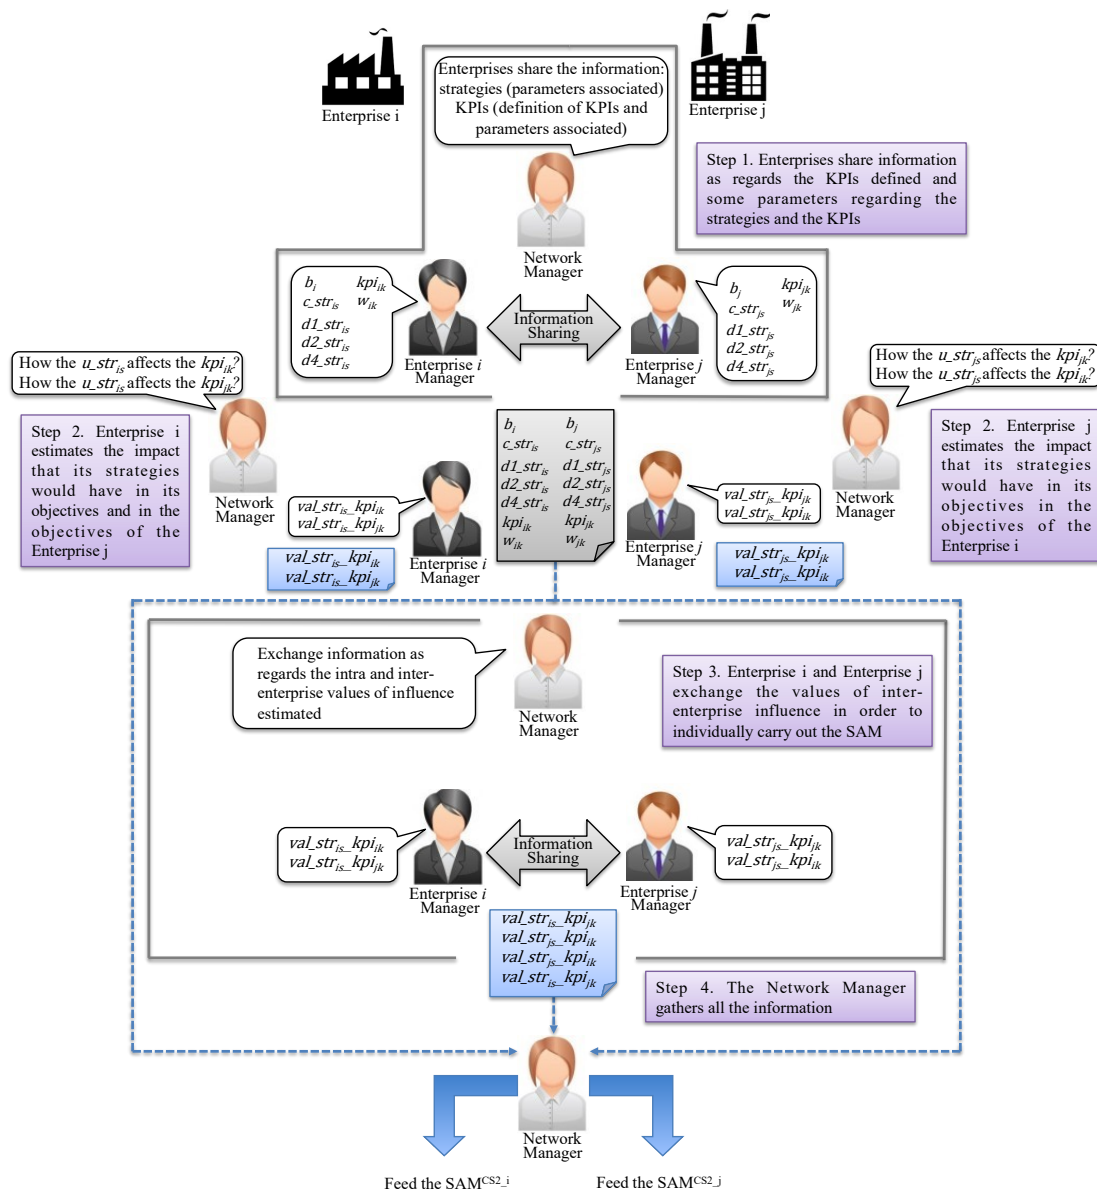 Enterprises share the information:
strategies (parameters associated)
KPIs (definition of KPIs and
parameters associated)
Enterprise i
Enterprise j
Step 1. Enterprises share information
as regards the KPIs defined and
some parameters regarding the
strategies and the KPIs
Network
Manager
b_i kpi_ik
c_str_is w_ik
d1_str_is
d2_str_is
d4_str_is
Information
Sharing
b_j kpi_jk
c_str_js w_jk
d1_str_js
d2_str_js
d4_str_js
Enterprise i
Manager
Enterprise j
Manager
How the u_str_is affects the kpi_ik?
How the u_str_is affects the kpi_jk?
How the u_str_js affects the kpi_jk?
How the u_str_js affects the kpi_ik?
Step 2. Enterprise i
estimates the impact
that its strategies
would have in its
objectives and in the
objectives of the
Enterprise j
Network
Manager
val_str_is_kpi_ik
val_str_is_kpi_jk
val_str_is_kpi_ik
val_str_is_kpi_jk
Enterprise i
Manager
b_i b_j
c_str_is c_str_js
d1_str_is d1_str_js
d2_str_is d2_str_js
d4_str_is d4_str_js
kpi_ik kpi_jk
w_ik w_jk
Enterprise j
Manager
val_str_js_kpi_jk
val_str_js_kpi_ik
val_str_js_kpi_jk
val_str_js_kpi_ik
Network
Manager
Step 2. Enterprise j
estimates the impact
that its strategies
would have in its
objectives in the
objectives of the
Enterprise i
Exchange information as
regards the intra and inter-
enterprise values of influence
estimated
Network
Manager
Step 3. Enterprise i and Enterprise j
exchange the values of inter-
enterprise influence in order to
individually carry out the SAM
val_str_is_kpi_ik
val_str_is_kpi_jk
Information
Sharing
val_str_js_kpi_jk
val_str_js_kpi_ik
Enterprise i
Manager
Enterprise j
Manager
val_str_is_kpi_jk
val_str_js_kpi_ik
val_str_js_kpi_ik
val_str_is_kpi_jk
Step 4. The Network Manager
gathers all the information
Network
Manager
Feed the SAM^CS2_i
Feed the SAM^CS2_j